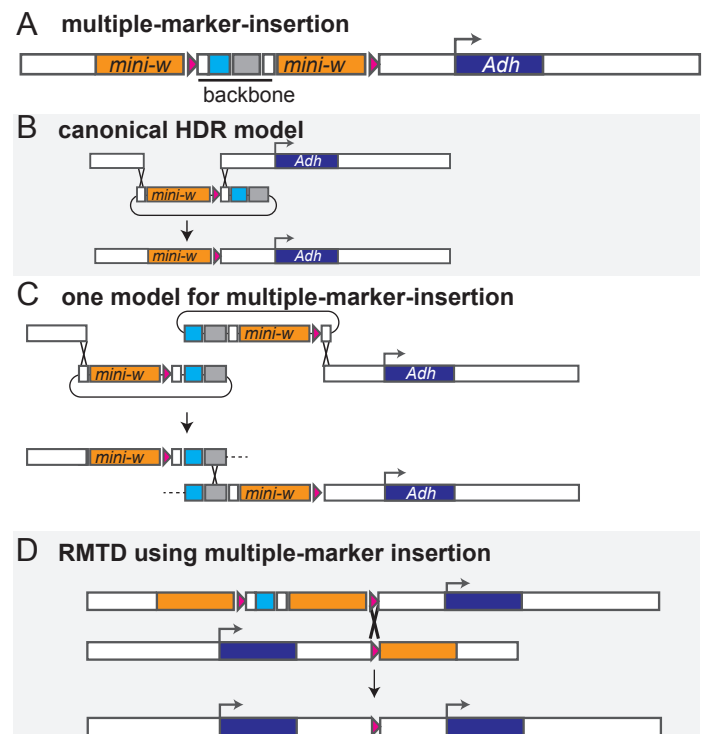 A multiple-marker-insertion
mini-w mini-w Adh
backbone
B canonical HDR model
Adh
mini-w
mini-w Adh
C one model for multiple-marker-insertion
mini-w
mini-w Adh
mini-w
mini-w Adh
D RMTD using multiple-marker insertion